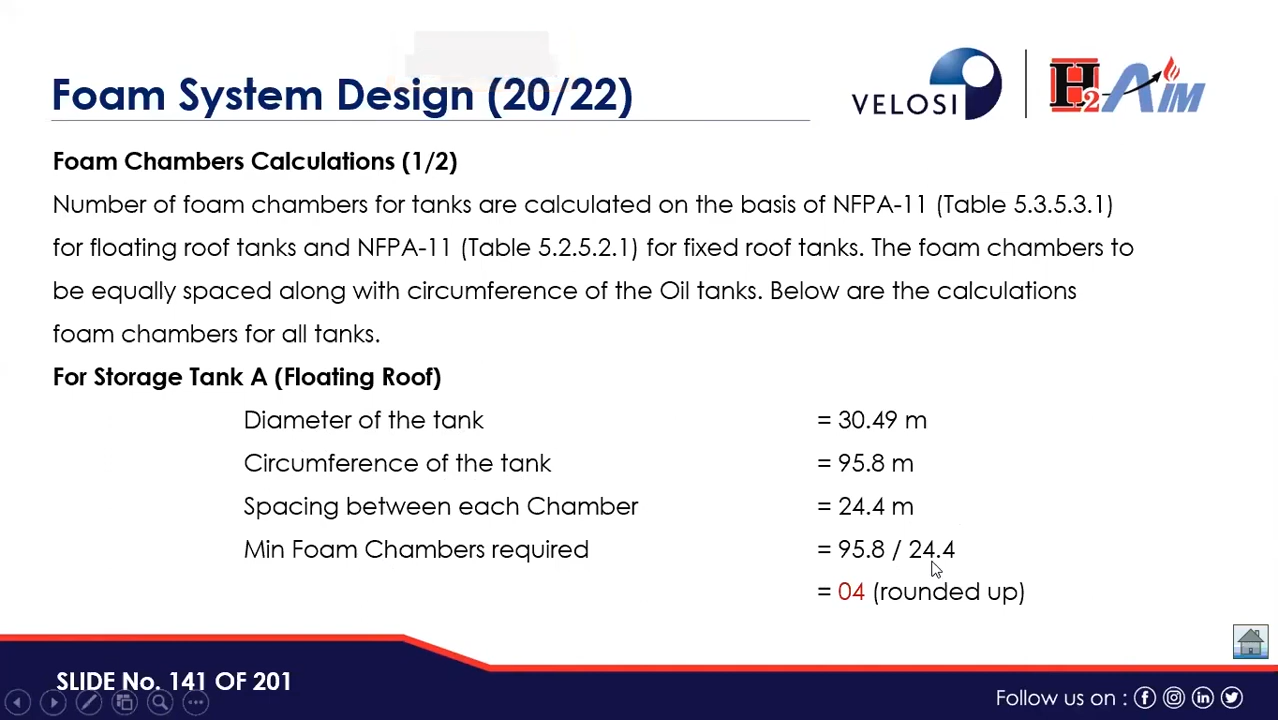 Foam System Design (20/22)
VELOSI
H2AIM
Foam Chambers Calculations (1/2)
Number of foam chambers for tanks are calculated on the basis of NFPA-11 (Table 5.3.5.3.1)
for floating roof tanks and NFPA-11 (Table 5.2.5.2.1) for fixed roof tanks. The foam chambers to
be equally spaced along with circumference of the Oil tanks. Below are the calculations
foam chambers for all tanks.
For Storage Tank A (Floating Roof)
Diameter of the tank = 30.49 m
Circumference of the tank = 95.8 m
Spacing between each Chamber = 24.4 m
Min Foam Chambers required = 95.8 / 24.4
= 04 (rounded up)
SLIDE No. 141 OF 201
Follow us on :